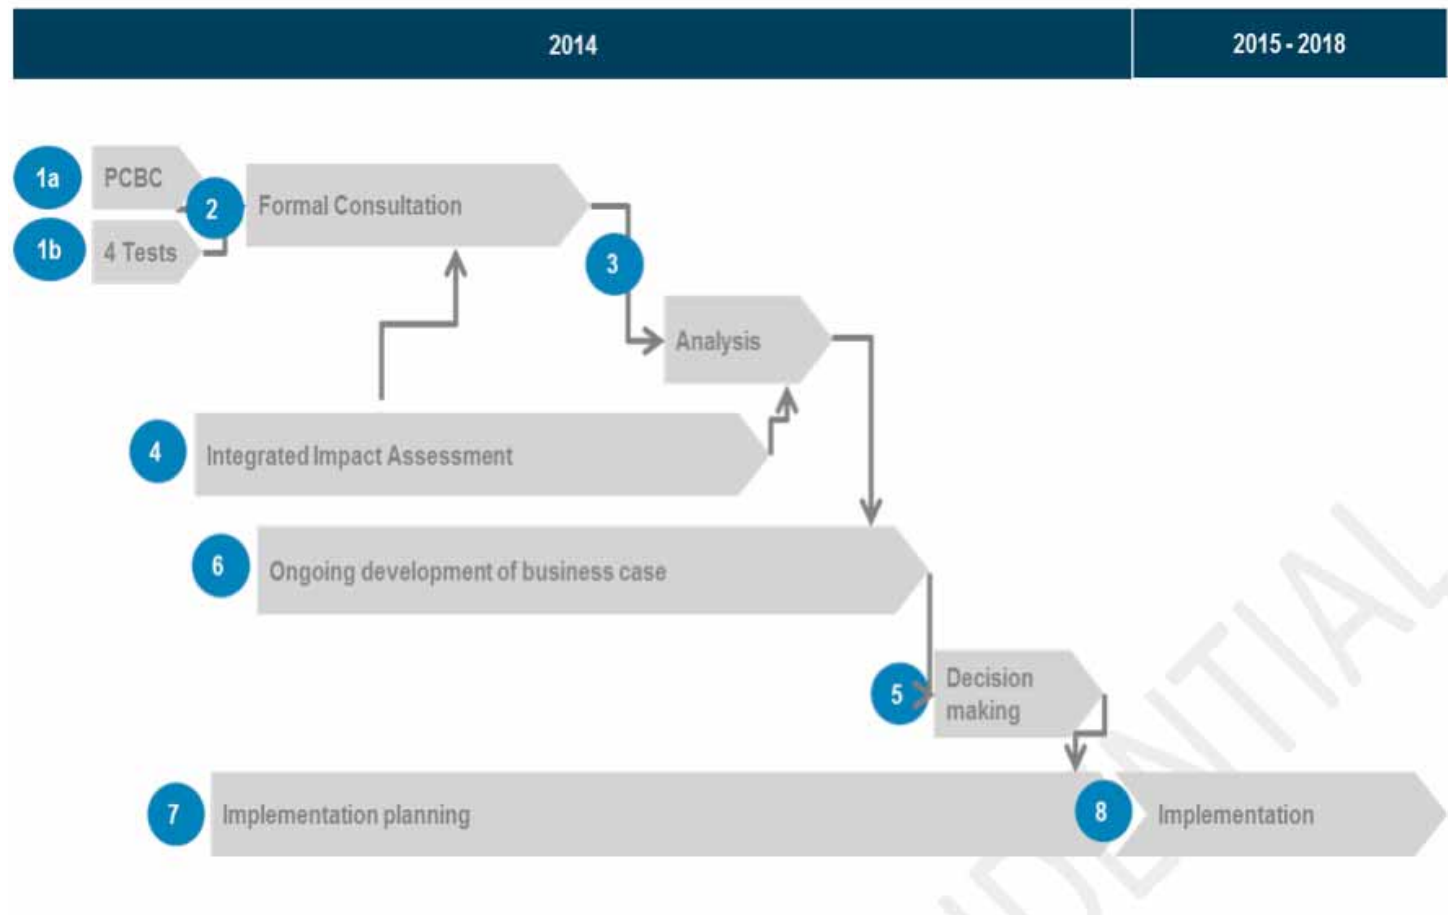 2014
2015 - 2018
1a
PCBC
2
Formal Consultation
1b
4 Tests
3
Analysis
4
Integrated Impact Assessment
6
Ongoing development of business case
5
Decision
making
7
Implementation planning
8
Implementation
DENTIAL